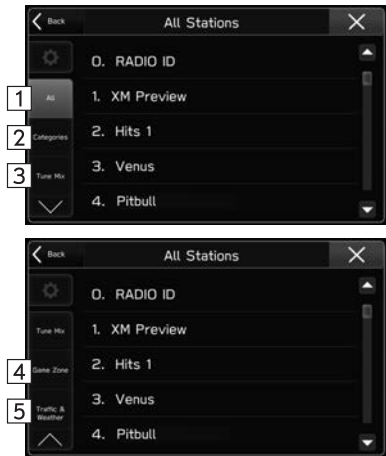 Back
All Stations
0. RADIO ID
1
All
1. XM Preview
2
Categories
2. Hits 1
3
Tune Mix
3. Venus
4. Pitbull
Back
All Stations
0. RADIO ID
Tune Mix
1. XM Preview
4
Game Zone
2. Hits 1
5
Traffic &
Weather
3. Venus
4. Pitbull